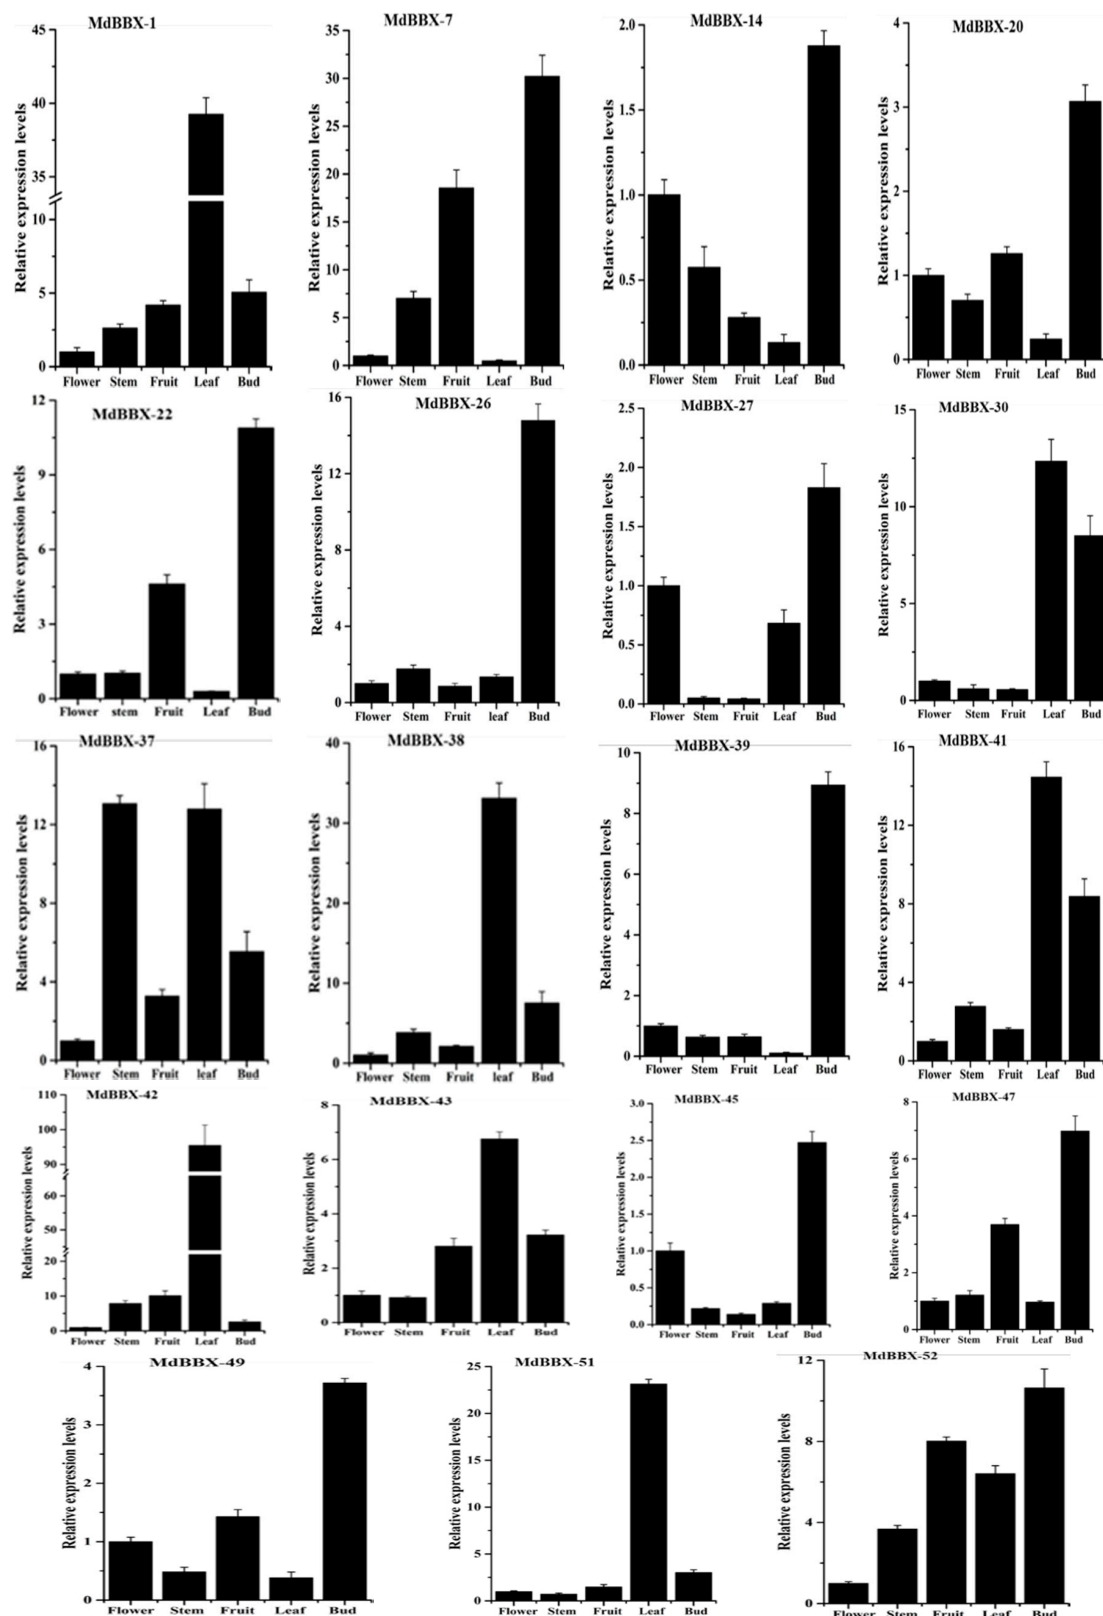 MdBBX-1
Relative expression levels
45
40
35
10
5
0
Flower Stem Fruit Leaf Bud
MdBBX-7
Relative expression levels
35
30
25
20
15
10
5
0
Flower Stem Fruit Leaf Bud
MdBBX-14
Relative expression levels
2.0
1.5
1.0
0.5
0.0
Flower Stem Fruit Leaf Bud
MdBBX-20
Relative expression levels
4
3
2
1
0
Flower Stem Fruit Leaf Bud
MdBBX-22
Relative expression levels
12
9
6
3
0
Flower stem Fruit Leaf Bud
MdBBX-26
Relative expression levels
16
12
8
4
0
Flower Stem Fruit leaf Bud
MdBBX-27
Relative expression levels
2.5
2.0
1.5
1.0
0.5
0.0
Flower Stem Fruit Leaf Bud
MdBBX-30
Relative expression levels
15
10
5
0
Flower Stem Fruit Leaf Bud
MdBBX-37
Relative expression levels
16
12
8
4
0
Flower Stem Fruit leaf Bud
MdBBX-38
Relative expression levels
40
30
20
10
0
Flower Stem Fruit leaf Bud
MdBBX-39
Relative expression levels
10
8
6
4
2
0
Flower Stem Fruit Leaf Bud
MdBBX-41
Relative expression levels
16
12
8
4
0
Flower Stem Fruit Leaf Bud
MdBBX-42
Relative expression levels
110
100
90
60
50
20
10
0
Flower Stem Fruit Leaf Bud
MdBBX-43
Relative expression levels
8
6
4
2
0
Flower Stem Fruit Leaf Bud
MdBBX-45
Relative expression levels
3.0
2.5
2.0
1.5
1.0
0.5
0.0
Flower Stem Fruit Leaf Bud
MdBBX-47
Relative expression levels
8
6
4
2
0
Flower Stem Fruit Leaf Bud
MdBBX-49
Relative expression levels
4
3
2
1
0
Flower Stem Fruit Leaf Bud
MdBBX-51
Relative expression levels
25
20
15
10
5
0
Flower Stem Fruit Leaf Bud
MdBBX-52
Relative expression levels
12
8
4
0
Flower Stem Fruit Leaf Bud